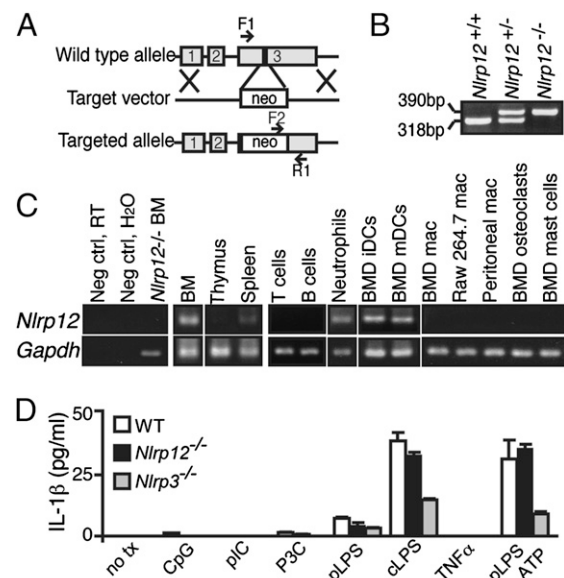 A
F1
Wild type allele
1 2 3
Target vector
neo
F2
Targeted allele
1 2 neo
R1
B
Nlrp12 +/+
Nlrp12 +/-
Nlrp12 -/-
390bp
318bp
C
Neg ctrl, RT
Neg ctrl, H2O
Nlrp12-/- BM
BM
Thymus
Spleen
T cells
B cells
Neutrophils
BMD iDCs
BMD mDCs
BMD mac
Raw 264.7 mac
Peritoneal mac
BMD osteoclasts
BMD mast cells
Nlrp12
Gapdh
D
IL-1β (pg/ml)
50
25
0
WT
Nlrp12-/-
Nlrp3-/-
no tx
CpG
pIC
P3C
pLPS
cLPS
TNFα
pLPS
ATP